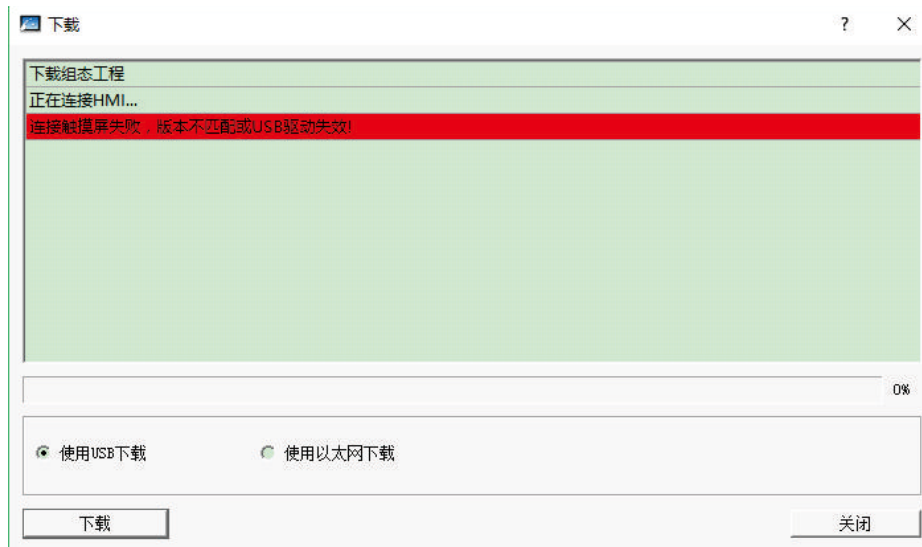 下载
?
×
下载组态工程
正在连接HMI...
连接触摸屏失败，版本不匹配或USB驱动失效!
0%
使用USB下载
使用以太网下载
下载
关闭